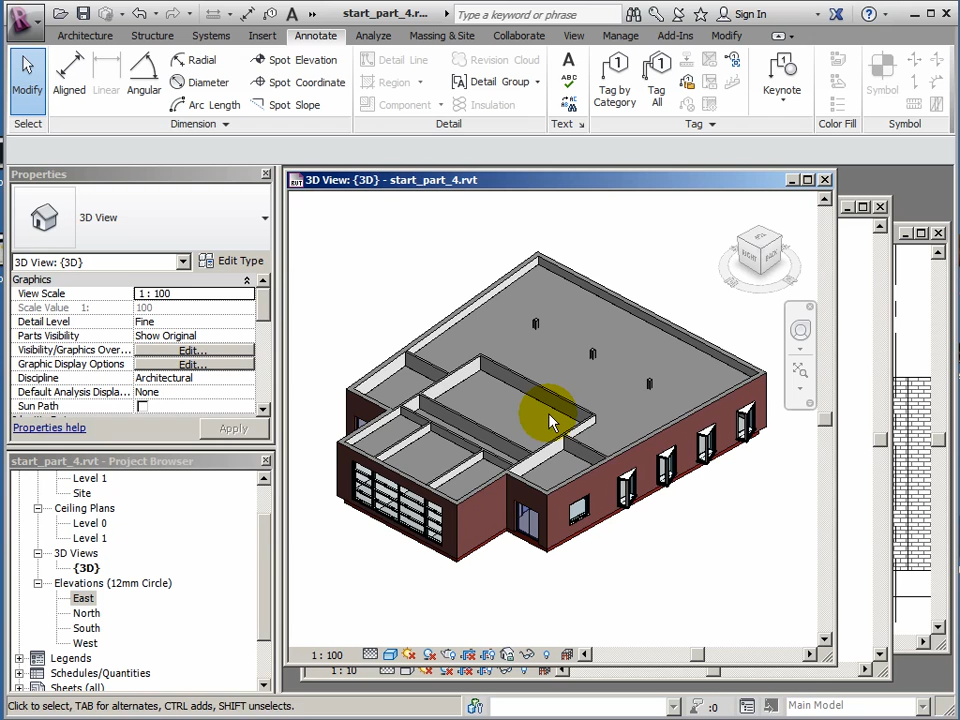 start_part_4.r...
Type a keyword or phrase
Sign In
Architecture Structure Systems Insert Annotate Analyze Massing & Site Collaborate View Manage Add-Ins Modify
Modify
Aligned
Linear
Angular
Radial
Diameter
Arc Length
Spot Elevation
Spot Coordinate
Spot Slope
Detail Line
Region
Component
Revision Cloud
Detail Group
Insulation
A
ABC
Tag by
Category
Tag
All
Keynote
Symbol
Select Dimension Detail Text Tag Color Fill Symbol
Properties
3D View
3D View: {3D}
Edit Type
Graphics
View Scale 1 : 100
Scale Value 1: 100
Detail Level Fine
Parts Visibility Show Original
Visibility/Graphics Over... Edit...
Graphic Display Options Edit...
Discipline Architectural
Default Analysis Displa... None
Sun Path
Properties help
Apply
start_part_4.rvt - Project Browser
Level 1
Site
Ceiling Plans
Level 0
Level 1
3D Views
{3D}
Elevations (12mm Circle)
East
North
South
West
Legends
Schedules/Quantities
Sheets (all)
3D View: {3D} - start_part_4.rvt
RIGHT
BACK
1 : 100
Click to select, TAB for alternates, CTRL adds, SHIFT unselects.
:0
Main Model